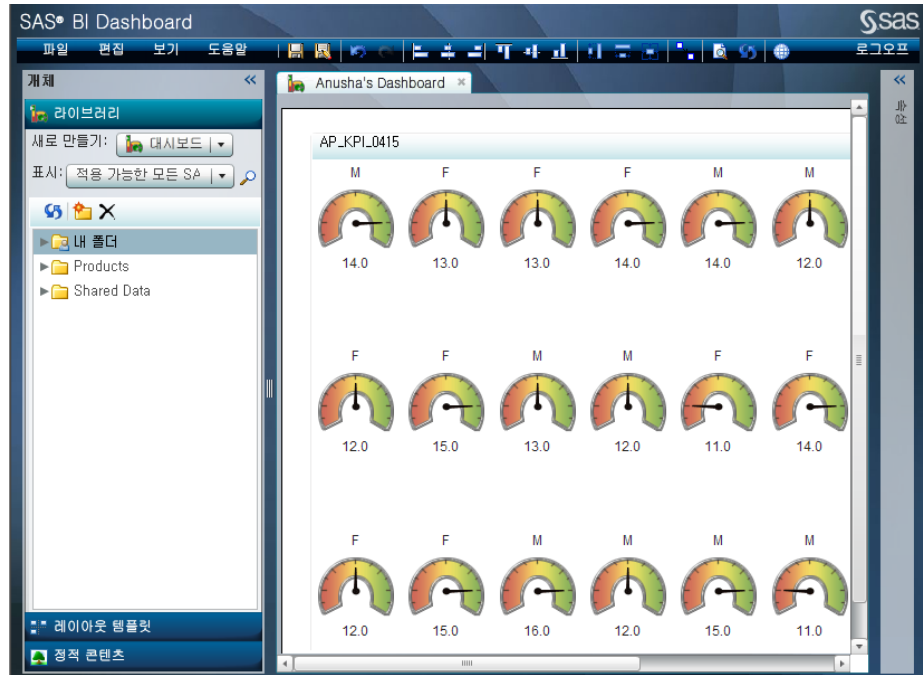 SAS® BI Dashboard
sas
파일 편집 보기 도움말
로그오프
개체
Anusha's Dashboard
라이브러리
새로 만들기: 대시보드
표시: 적용 가능한 모든 SA
내 폴더
Products
Shared Data
레이아웃 템플릿
정적 콘텐츠
AP_KPI_0415
M F F F M M
14.0 13.0 13.0 14.0 14.0 12.0
F F M M F F
12.0 15.0 13.0 12.0 11.0 14.0
F F M M M M
12.0 15.0 16.0 12.0 15.0 11.0